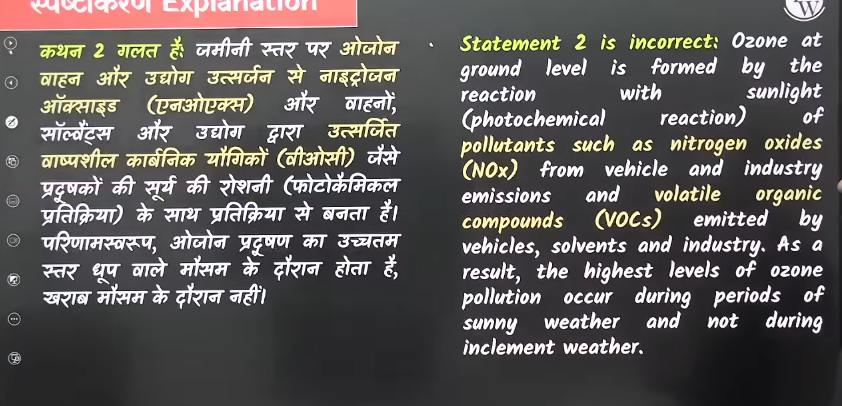 स्पष्टीकरण Explanation
W
कथन 2 गलत है: जमीनी स्तर पर ओजोन
वाहन और उद्योग उत्सर्जन से नाइट्रोजन
ऑक्साइड (एनओएक्स) और वाहनों,
सॉल्वैंट्स और उद्योग द्वारा उत्सर्जित
वाष्पशील कार्बनिक यौगिकों (वीओसी) जैसे
प्रदूषकों की सूर्य की रोशनी (फोटोकैमिकल
प्रतिक्रिया) के साथ प्रतिक्रिया से बनता है।
परिणामस्वरूप, ओजोन प्रदूषण का उच्चतम
स्तर धूप वाले मौसम के दौरान होता है,
खराब मौसम के दौरान नहीं।
Statement 2 is incorrect: Ozone at
ground level is formed by the
reaction with sunlight
(photochemical reaction) of
pollutants such as nitrogen oxides
(NOx) from vehicle and industry
emissions and volatile organic
compounds (VOCs) emitted by
vehicles, solvents and industry. As a
result, the highest levels of ozone
pollution occur during periods of
sunny weather and not during
inclement weather.